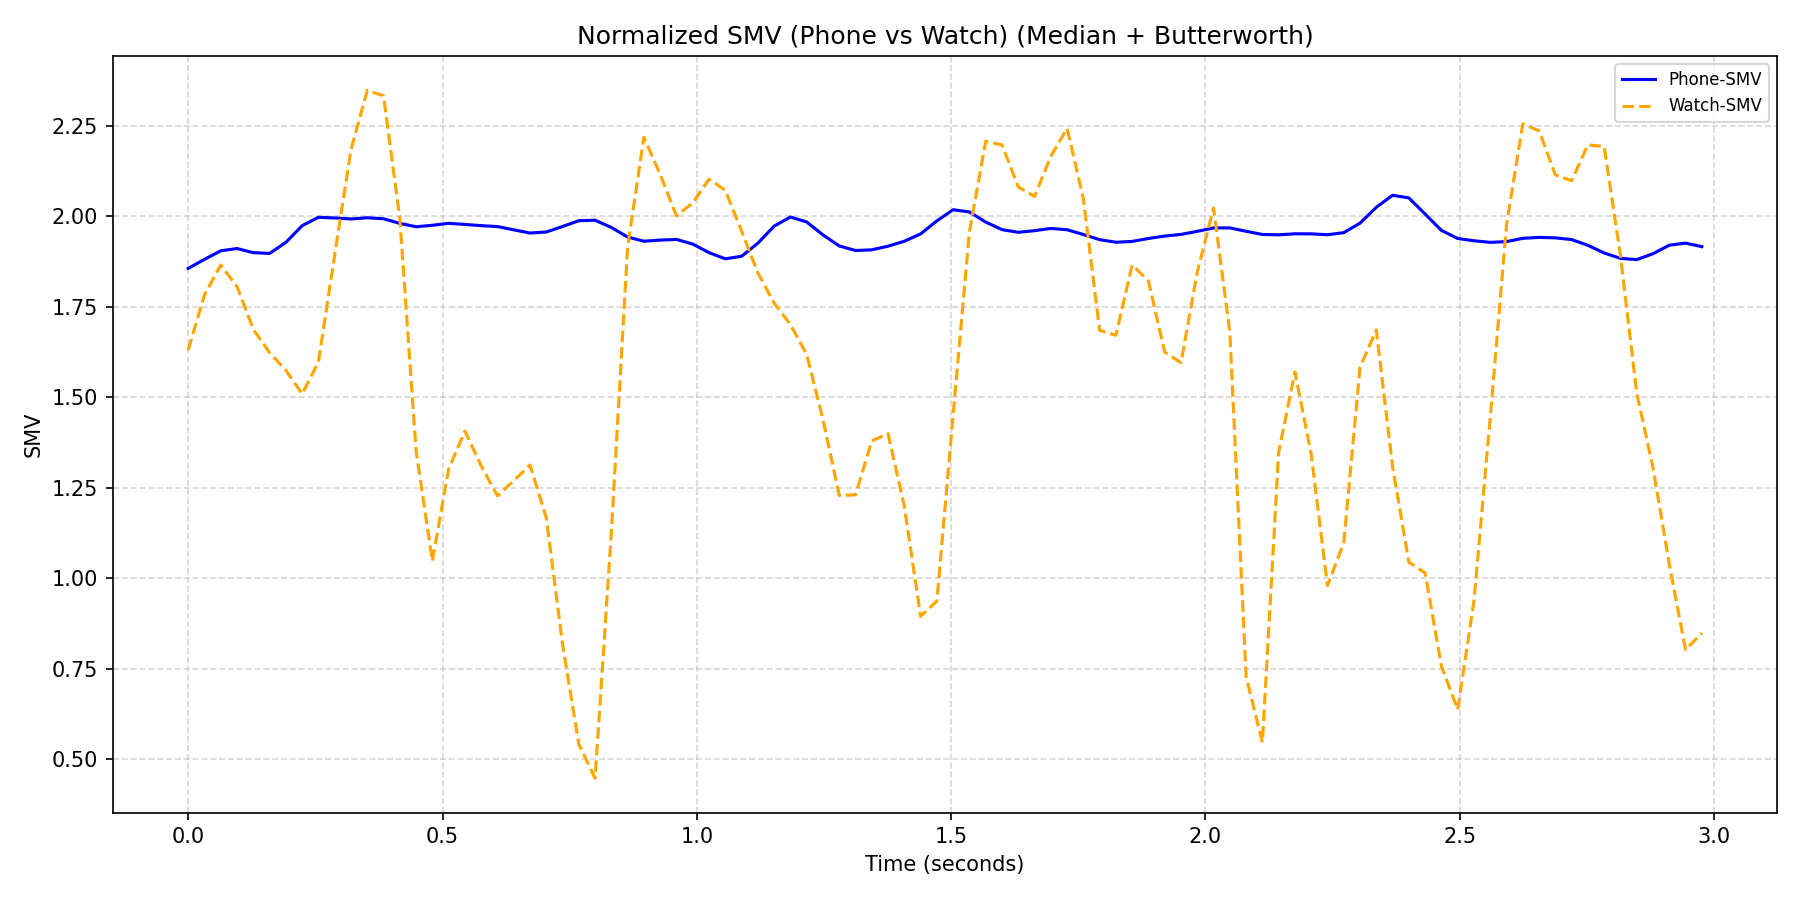 Normalized SMV (Phone vs Watch) (Median + Butterworth)
Phone-SMV
Watch-SMV
2.25
2.00
1.75
1.50
1.25
1.00
0.75
0.50
SMV
0.0 0.5 1.0 1.5 2.0 2.5 3.0
Time (seconds)